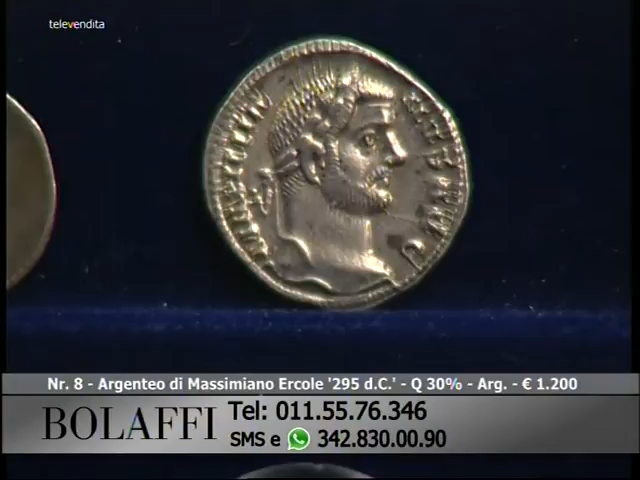 televendita
Nr. 8 - Argenteo di Massimiano Ercole '295 d.C.' - Q 30% - Arg. - € 1.200
BOLAFFI
Tel: 011.55.76.346
SMS e 342.830.00.90